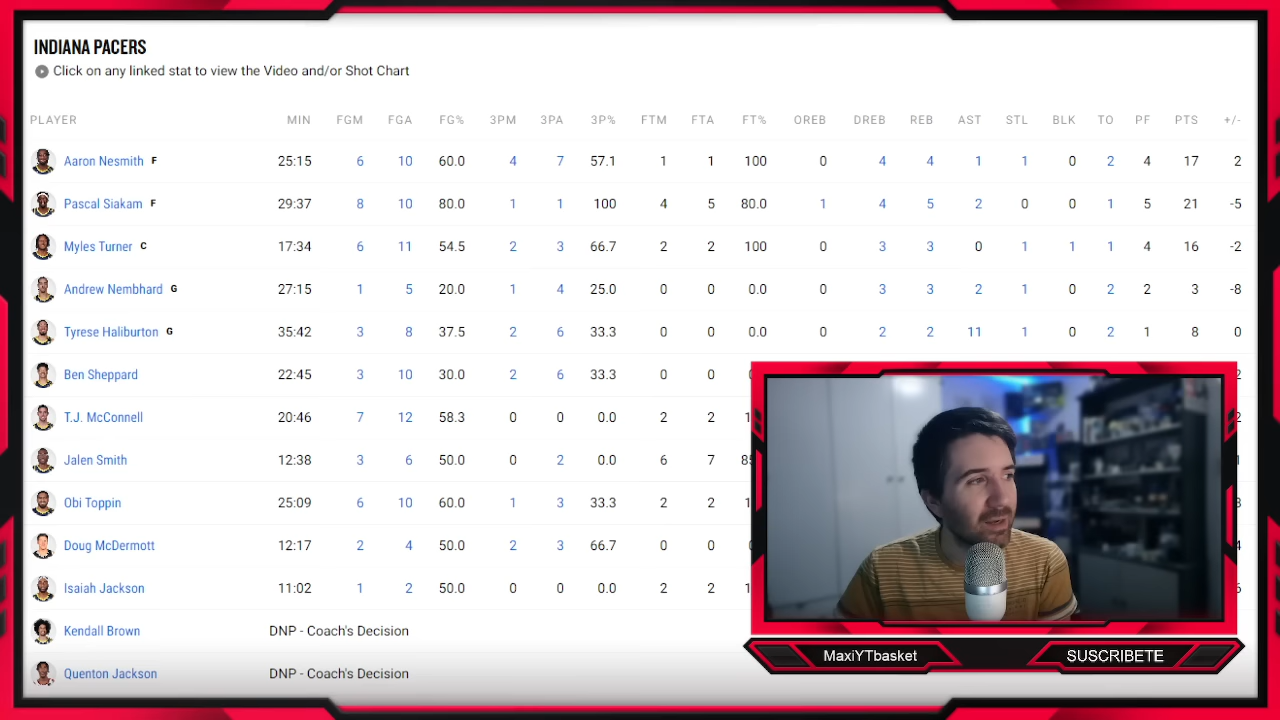 INDIANA PACERS
Click on any linked stat to view the Video and/or Shot Chart
PLAYER MIN FGM FGA FG% 3PM 3PA 3P% FTM FTA FT% OREB DREB REB AST STL BLK TO PF PTS +/-
Aaron Nesmith F 25:15 6 10 60.0 4 7 57.1 1 1 100 0 4 4 1 1 0 2 4 17 2
Pascal Siakam F 29:37 8 10 80.0 1 1 100 4 5 80.0 1 4 5 2 0 0 1 5 21 -5
Myles Turner C 17:34 6 11 54.5 2 3 66.7 2 2 100 0 3 3 0 1 1 1 4 16 -2
Andrew Nembhard G 27:15 1 5 20.0 1 4 25.0 0 0 0.0 0 3 3 2 1 0 2 2 3 -8
Tyrese Haliburton G 35:42 3 8 37.5 2 6 33.3 0 0 0.0 0 2 2 11 1 0 2 1 8 0
Ben Sheppard 22:45 3 10 30.0 2 6 33.3 0 0
T.J. McConnell 20:46 7 12 58.3 0 0 0.0 2 2
Jalen Smith 12:38 3 6 50.0 0 2 0.0 6 7
Obi Toppin 25:09 6 10 60.0 1 3 33.3 2 2
Doug McDermott 12:17 2 4 50.0 2 3 66.7 0 0
Isaiah Jackson 11:02 1 2 50.0 0 0 0.0 2 2
Kendall Brown DNP - Coach's Decision
Quenton Jackson DNP - Coach's Decision
MaxiYTbasket
SUSCRIBETE